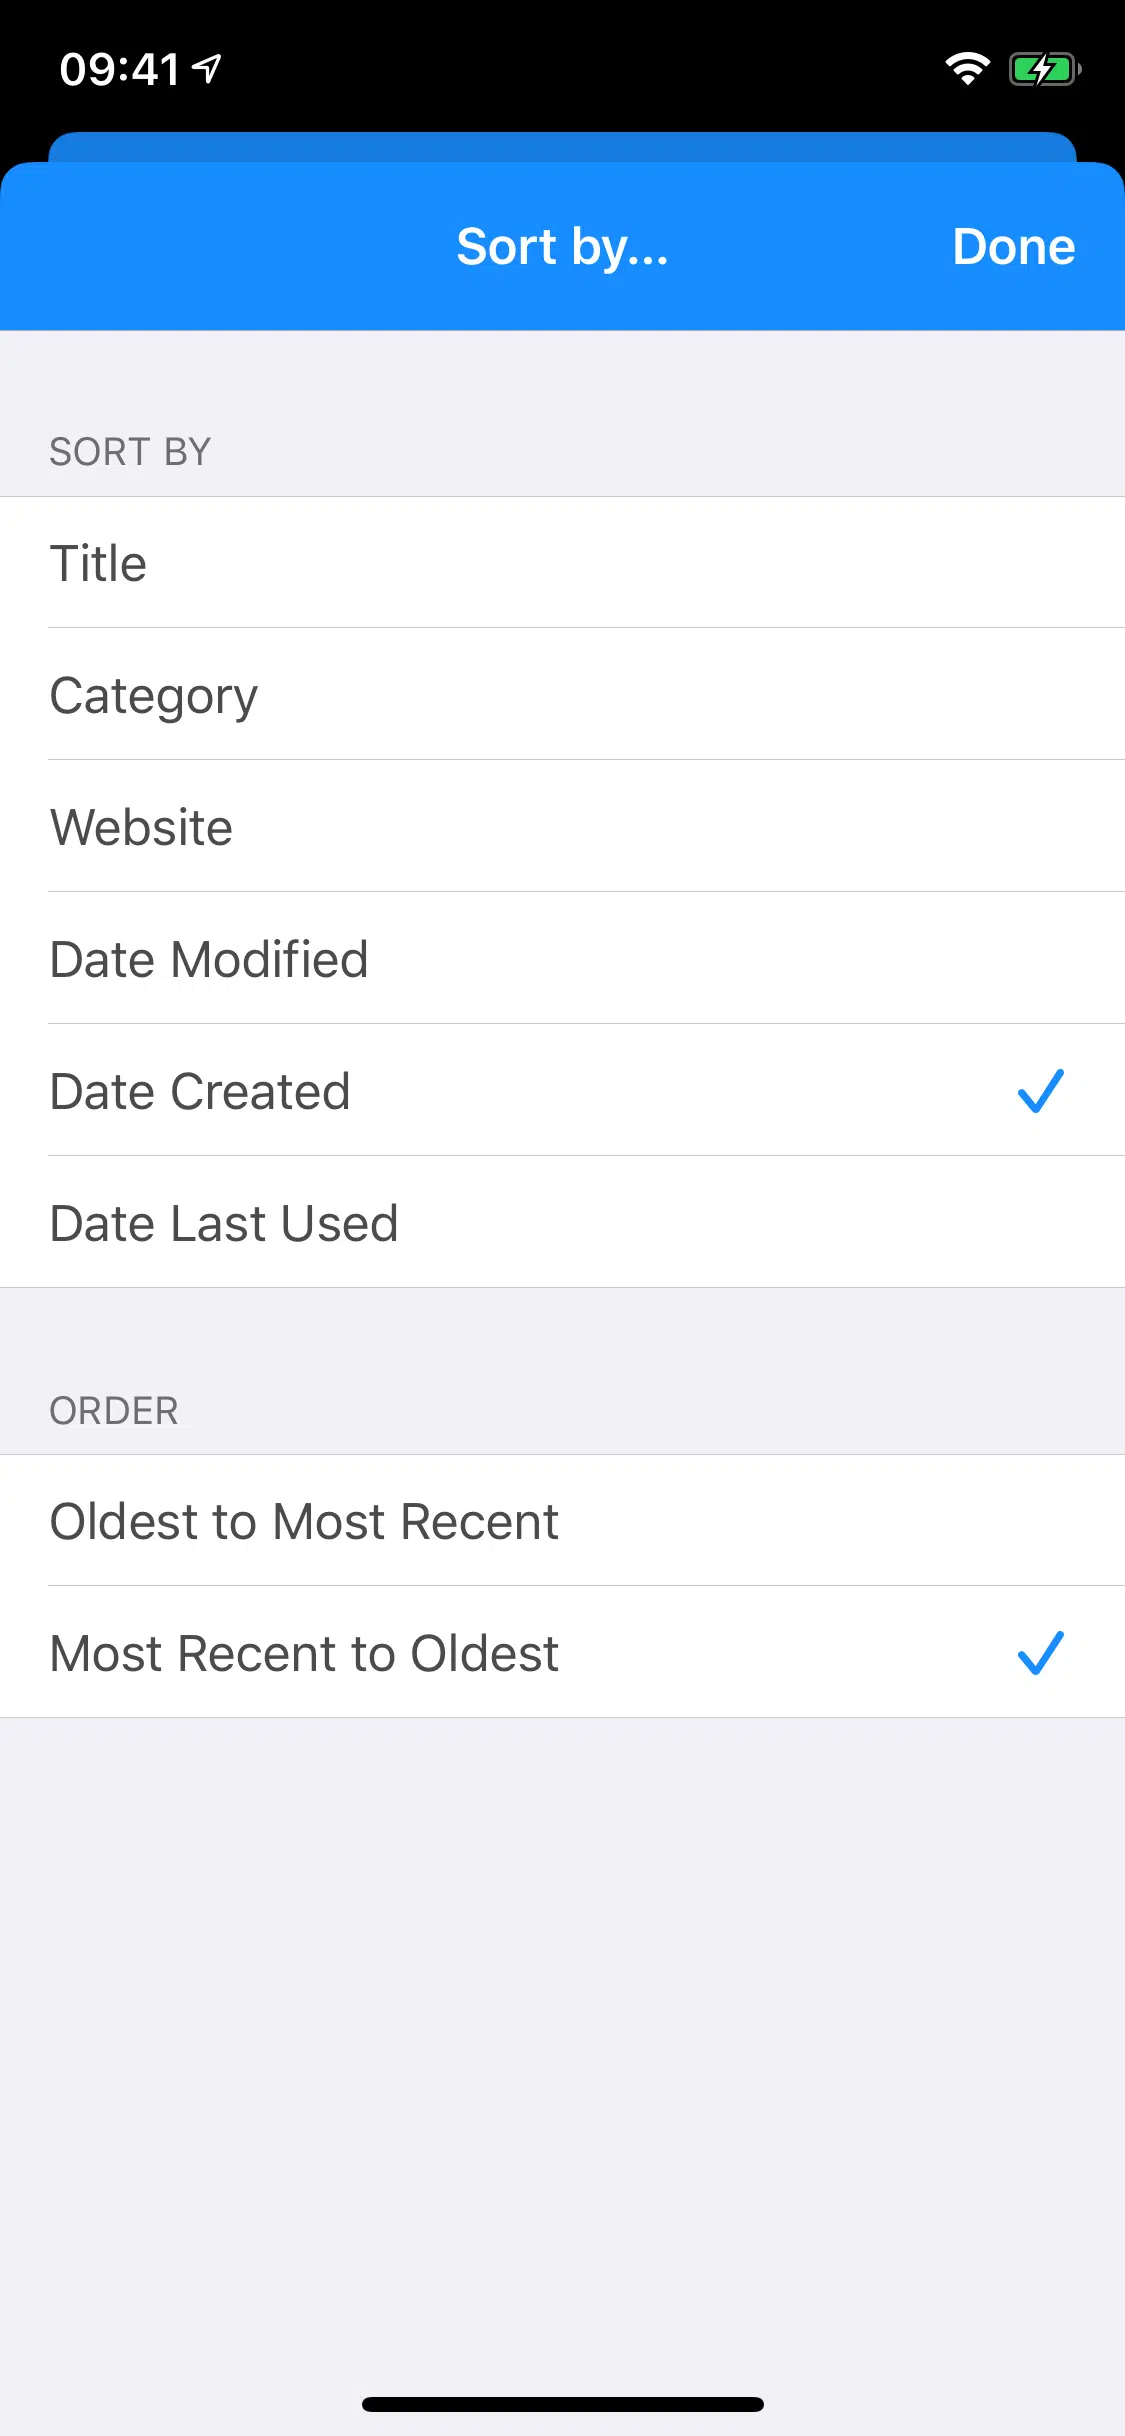 09:41
Sort by...
Done
SORT BY
Title
Category
Website
Date Modified
Date Created
Date Last Used
ORDER
Oldest to Most Recent
Most Recent to Oldest